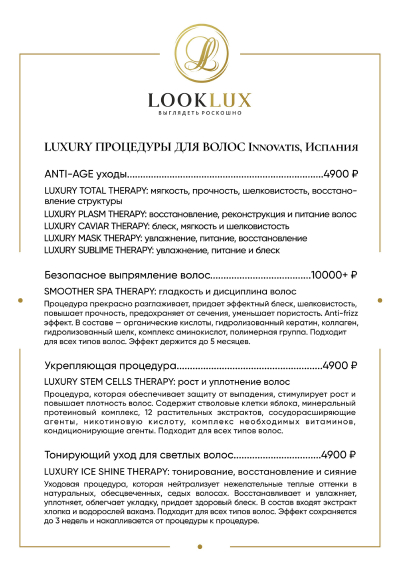 LL
LOOKLUX
ВЫГЛЯДЕТЬ РОСКОШНО
LUXURY ПРОЦЕДУРЫ ДЛЯ ВОЛОС INNOVATIS, ИСПАНИЯ
ANTI-AGE уходы..........................................................4900 ₽
LUXURY TOTAL THERAPY: мягкость, прочность, шелковистость, восстано-
вление структуры
LUXURY PLASM THERAPY: восстановление, реконструкция и питание волос
LUXURY CAVIAR THERAPY: блеск, мягкость и шелковистость
LUXURY MASK THERAPY: увлажнение, питание, восстановление
LUXURY SUBLIME THERAPY: увлажнение, питание и блеск
Безопасное выпрямление волос..............................10000+ ₽
SMOOTHER SPA THERAPY: гладкость и дисциплина волос
Процедура прекрасно разглаживает, придает эффектный блеск, шелковистость,
повышает прочность, предохраняет от сечения, уменьшает пористость. Anti-frizz
эффект. В составе — органические кислоты, гидролизованный кератин, коллаген,
гидролизованный шелк, комплекс аминокислот, полимерная группа. Подходит
для всех типов волос. Эффект держится до 5 месяцев.
Укрепляющая процедура...........................................4900 ₽
LUXURY STEM CELLS THERAPY: рост и уплотнение волос
Процедура, которая обеспечивает защиту от выпадения, стимулирует рост и
повышает плотность волос. Содержит стволовые клетки яблока, минеральный
протеиновый комплекс, 12 растительных экстрактов, сосудорасширяющие
агенты, никотиновую кислоту, комплекс необходимых витаминов,
кондиционирующие агенты. Подходит для всех типов волос.
Тонирующий уход для светлых волос..........................4900 ₽
LUXURY ICE SHINE THERAPY: тонирование, восстановление и сияние
Уходовая процедура, которая нейтрализует нежелательные теплые оттенки в
натуральных, обесцвеченных, седых волосах. Восстанавливает и увлажняет,
уплотняет, облегчает укладку, придает здоровый блеск. В состав входят экстракт
хлопка и водорослей вакамэ. Подходит для всех типов волос. Эффект сохраняется
до 3 недель и накапливается от процедуры к процедуре.